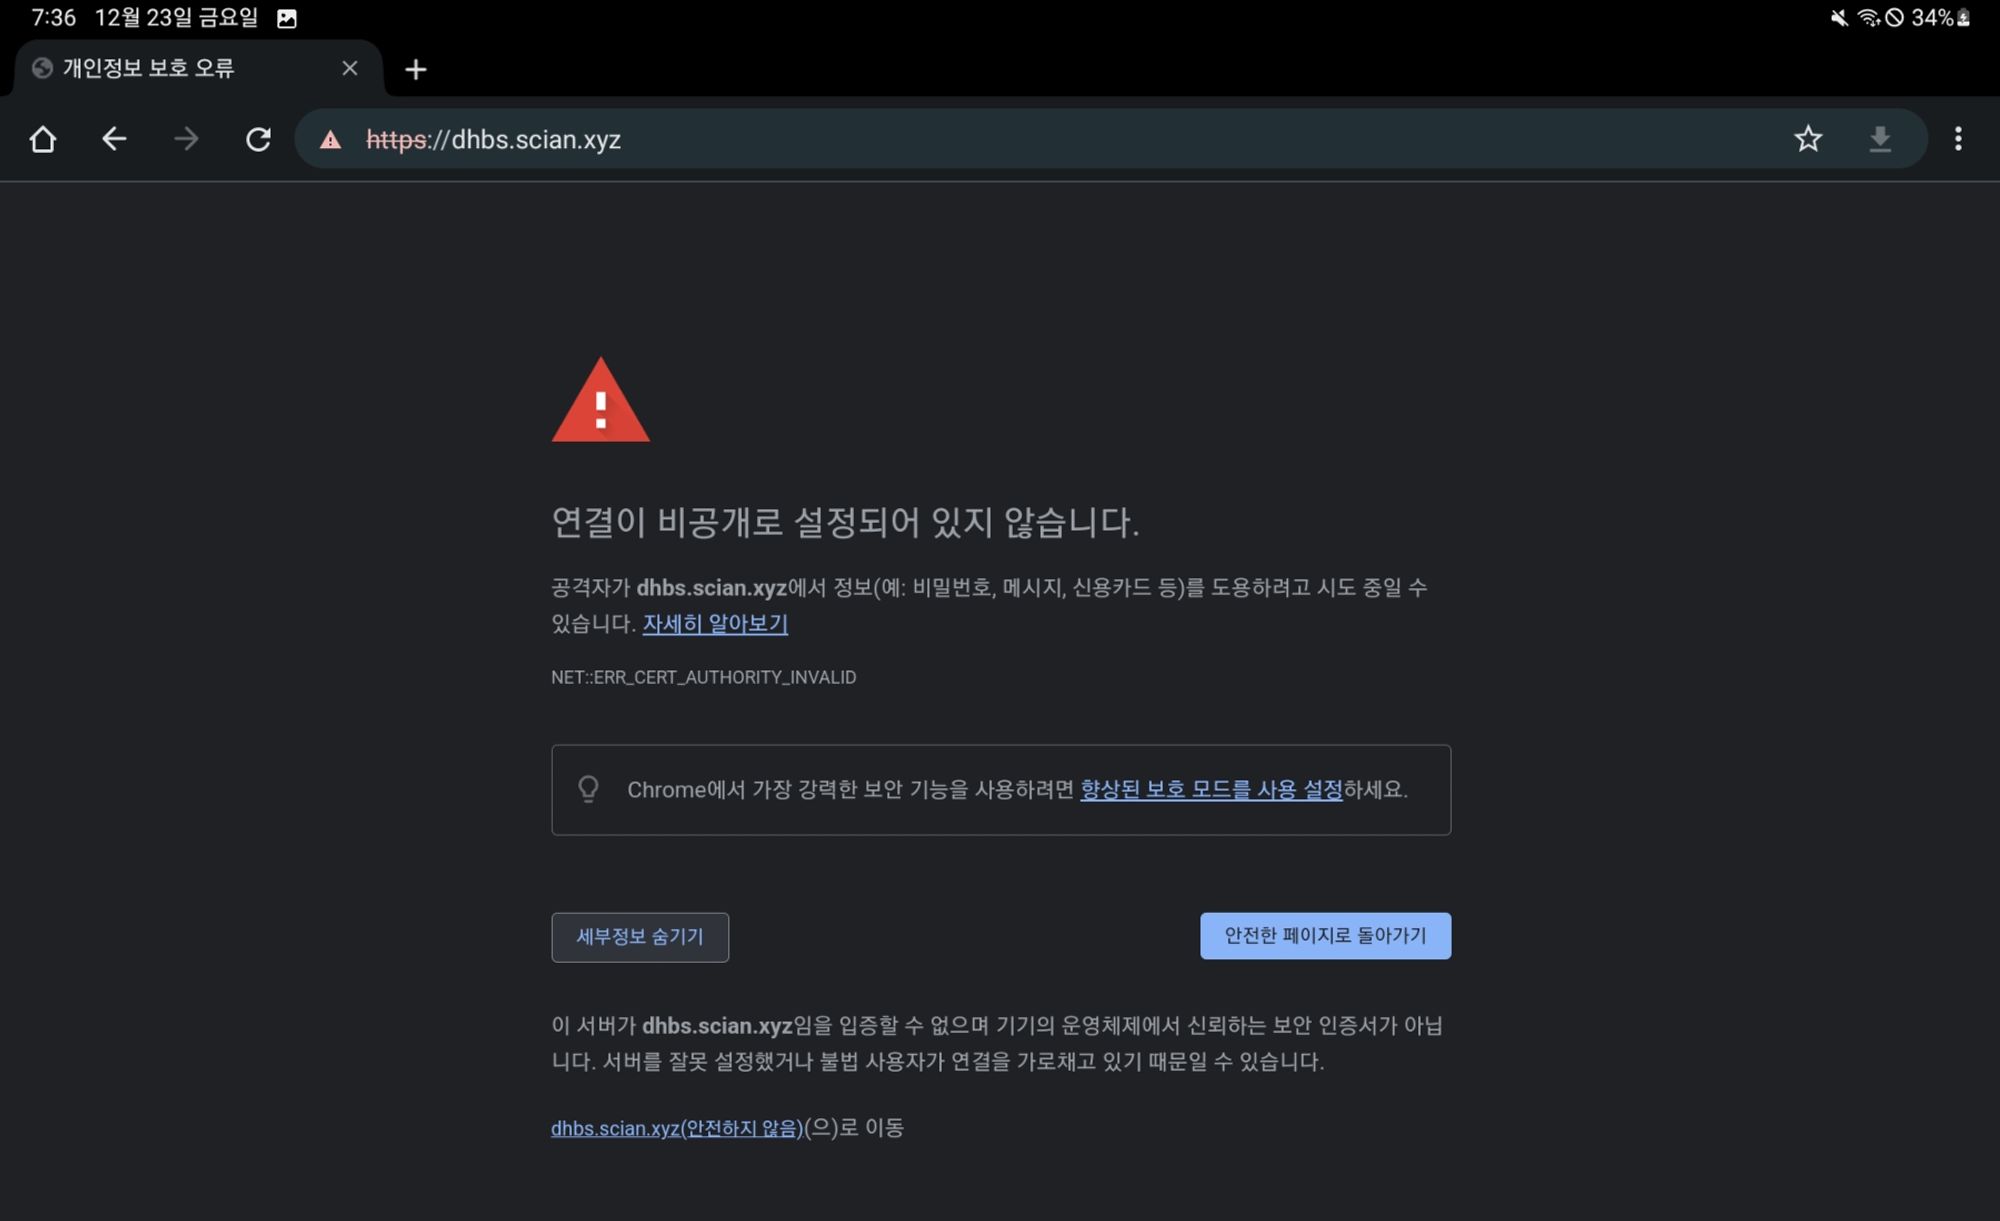 7:36 12월 23일 금요일 34%
개인정보 보호 오류
https://dhbs.scian.xyz
연결이 비공개로 설정되어 있지 않습니다.
공격자가 dhbs.scian.xyz에서 정보(예: 비밀번호, 메시지, 신용카드 등)를 도용하려고 시도 중일 수
있습니다. 자세히 알아보기
NET::ERR_CERT_AUTHORITY_INVALID
Chrome에서 가장 강력한 보안 기능을 사용하려면 향상된 보호 모드를 사용 설정하세요.
세부정보 숨기기
안전한 페이지로 돌아가기
이 서버가 dhbs.scian.xyz임을 입증할 수 없으며 기기의 운영체제에서 신뢰하는 보안 인증서가 아닙
니다. 서버를 잘못 설정했거나 불법 사용자가 연결을 가로채고 있기 때문일 수 있습니다.
dhbs.scian.xyz(안전하지 않음)(으)로 이동